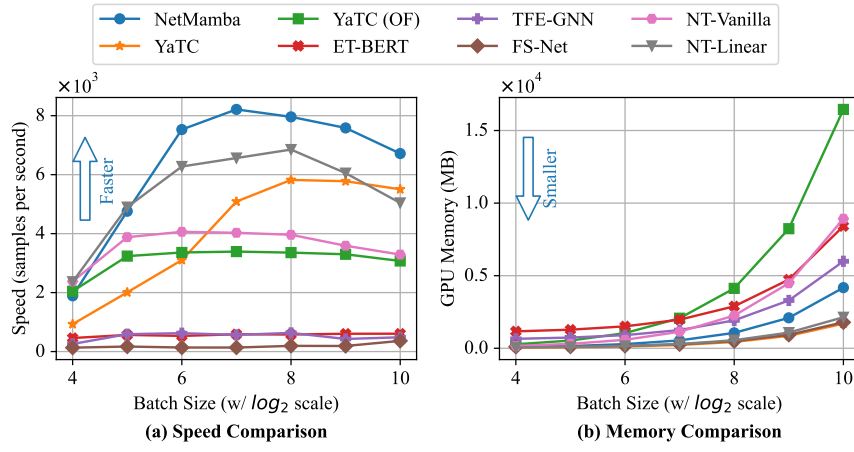 NetMamba YaTC (OF) TFE-GNN NT-Vanilla
YaTC ET-BERT FS-Net NT-Linear
×10³
8
6
4
2
0
Speed (samples per second)
Faster
4 6 8 10
Batch Size (w/ log₂ scale)
(a) Speed Comparison
×10⁴
1.5
1.0
0.5
0.0
GPU Memory (MB)
Smaller
4 6 8 10
Batch Size (w/ log₂ scale)
(b) Memory Comparison